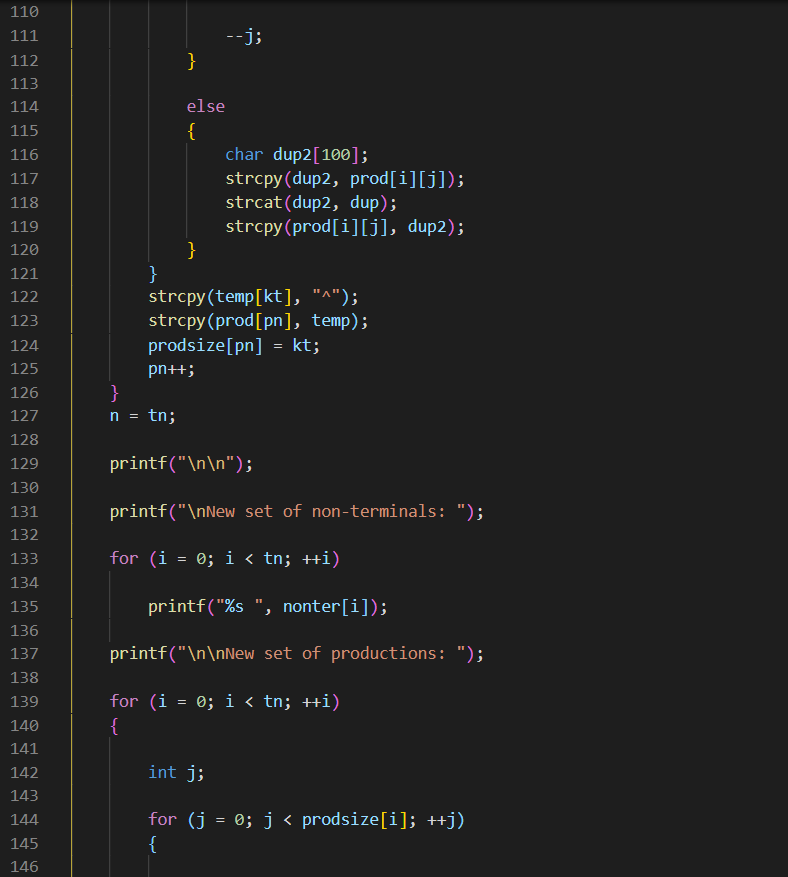 110
111                 --j;
112             }
113
114             else
115             {
116                 char dup2[100];
117                 strcpy(dup2, prod[i][j]);
118                 strcat(dup2, dup);
119                 strcpy(prod[i][j], dup2);
120             }
121         }
122         strcpy(temp[kt], "^");
123         strcpy(prod[pn], temp);
124         prodsize[pn] = kt;
125         pn++;
126     }
127     n = tn;
128
129     printf("\n\n");
130
131     printf("\nNew set of non-terminals: ");
132
133     for (i = 0; i < tn; ++i)
134
135         printf("%s ", nonter[i]);
136
137     printf("\n\nNew set of productions: ");
138
139     for (i = 0; i < tn; ++i)
140     {
141
142         int j;
143
144         for (j = 0; j < prodsize[i]; ++j)
145         {
146